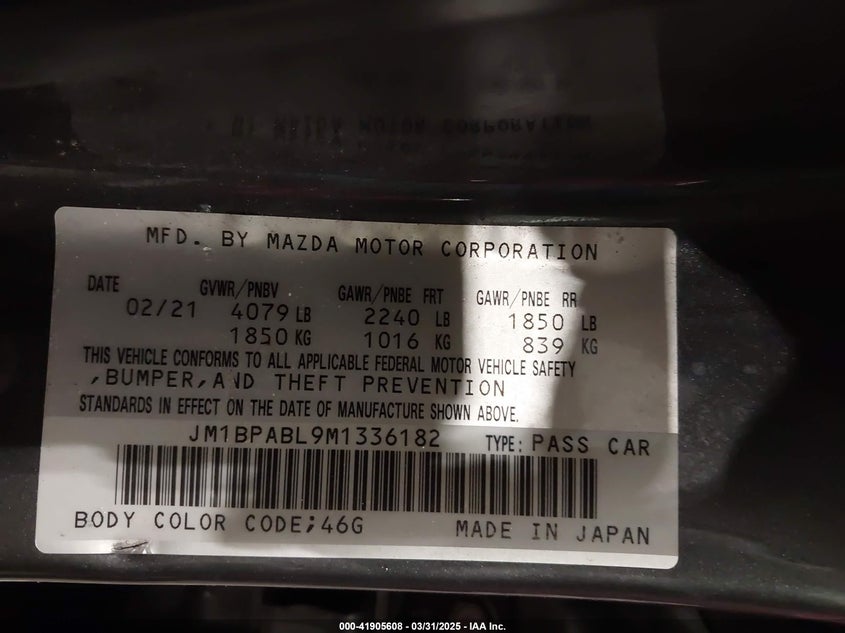 MFD. BY MAZDA MOTOR CORPORATION
DATE GVWR/PNBV GAWR/PNBE FRT GAWR/PNBE RR
02/21 4079 LB 2240 LB 1850 LB
1850 KG 1016 KG 839 KG
THIS VEHICLE CONFORMS TO ALL APPLICABLE FEDERAL MOTOR VEHICLE SAFETY
,BUMPER,AND THEFT PREVENTION
STANDARDS IN EFFECT ON THE DATE OF MANUFACTURE SHOWN ABOVE.
JM1BPABL9M1336182 TYPE: PASS CAR
BODY COLOR CODE;46G MADE IN JAPAN
000-41905608 - 03/31/2025 - IAA Inc.